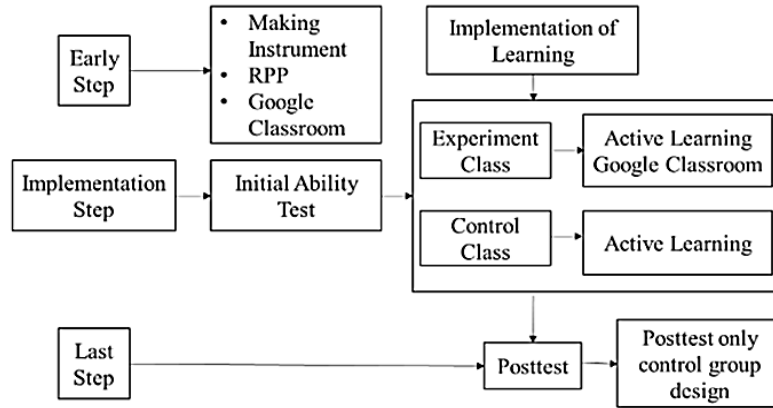 Early
Step
• Making
Instrument
• RPP
• Google
Classroom
Implementation of
Learning
Experiment
Class
Active Learning
Google Classroom
Implementation
Step
Initial Ability
Test
Control
Class
Active Learning
Last
Step
Posttest
Posttest only
control group
design